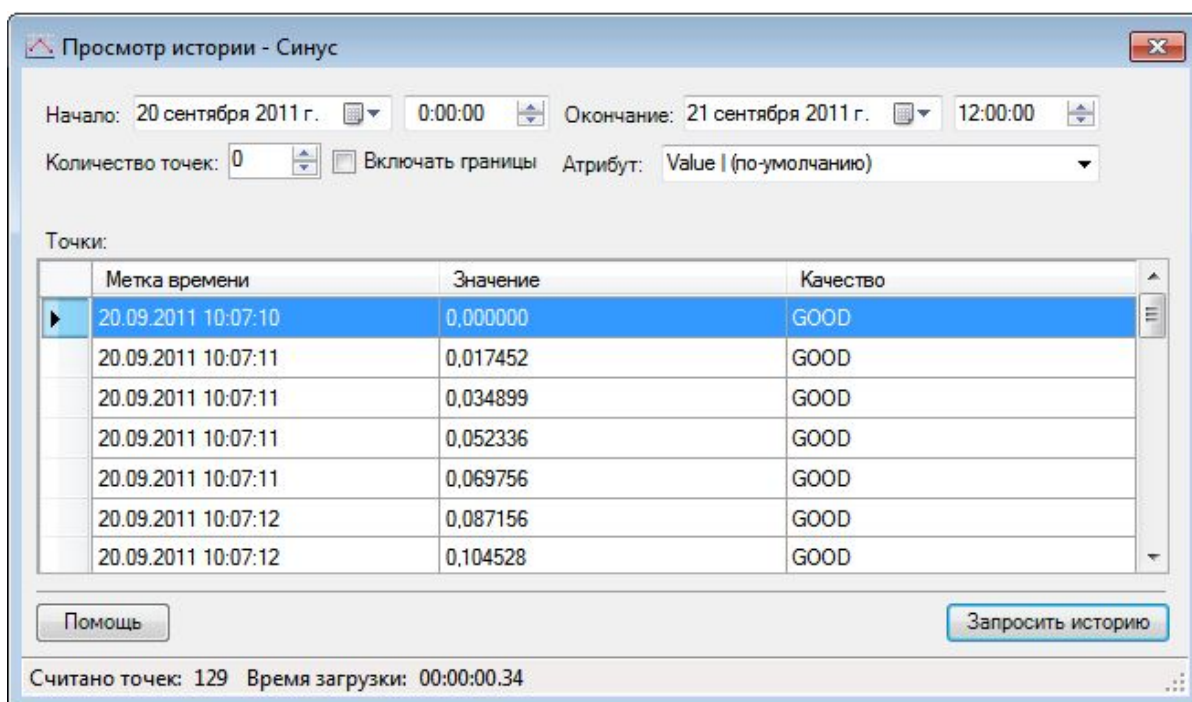 Просмотр истории - Синус
Начало: 20 сентября 2011 г. 0:00:00 Окончание: 21 сентября 2011 г. 12:00:00
Количество точек: 0 Включать границы Атрибут: Value | (по-умолчанию)
Точки:
Метка времени Значение Качество
20.09.2011 10:07:10 0,000000 GOOD
20.09.2011 10:07:11 0,017452 GOOD
20.09.2011 10:07:11 0,034899 GOOD
20.09.2011 10:07:11 0,052336 GOOD
20.09.2011 10:07:11 0,069756 GOOD
20.09.2011 10:07:12 0,087156 GOOD
20.09.2011 10:07:12 0,104528 GOOD
Помощь Запросить историю
Считано точек: 129 Время загрузки: 00:00:00.34